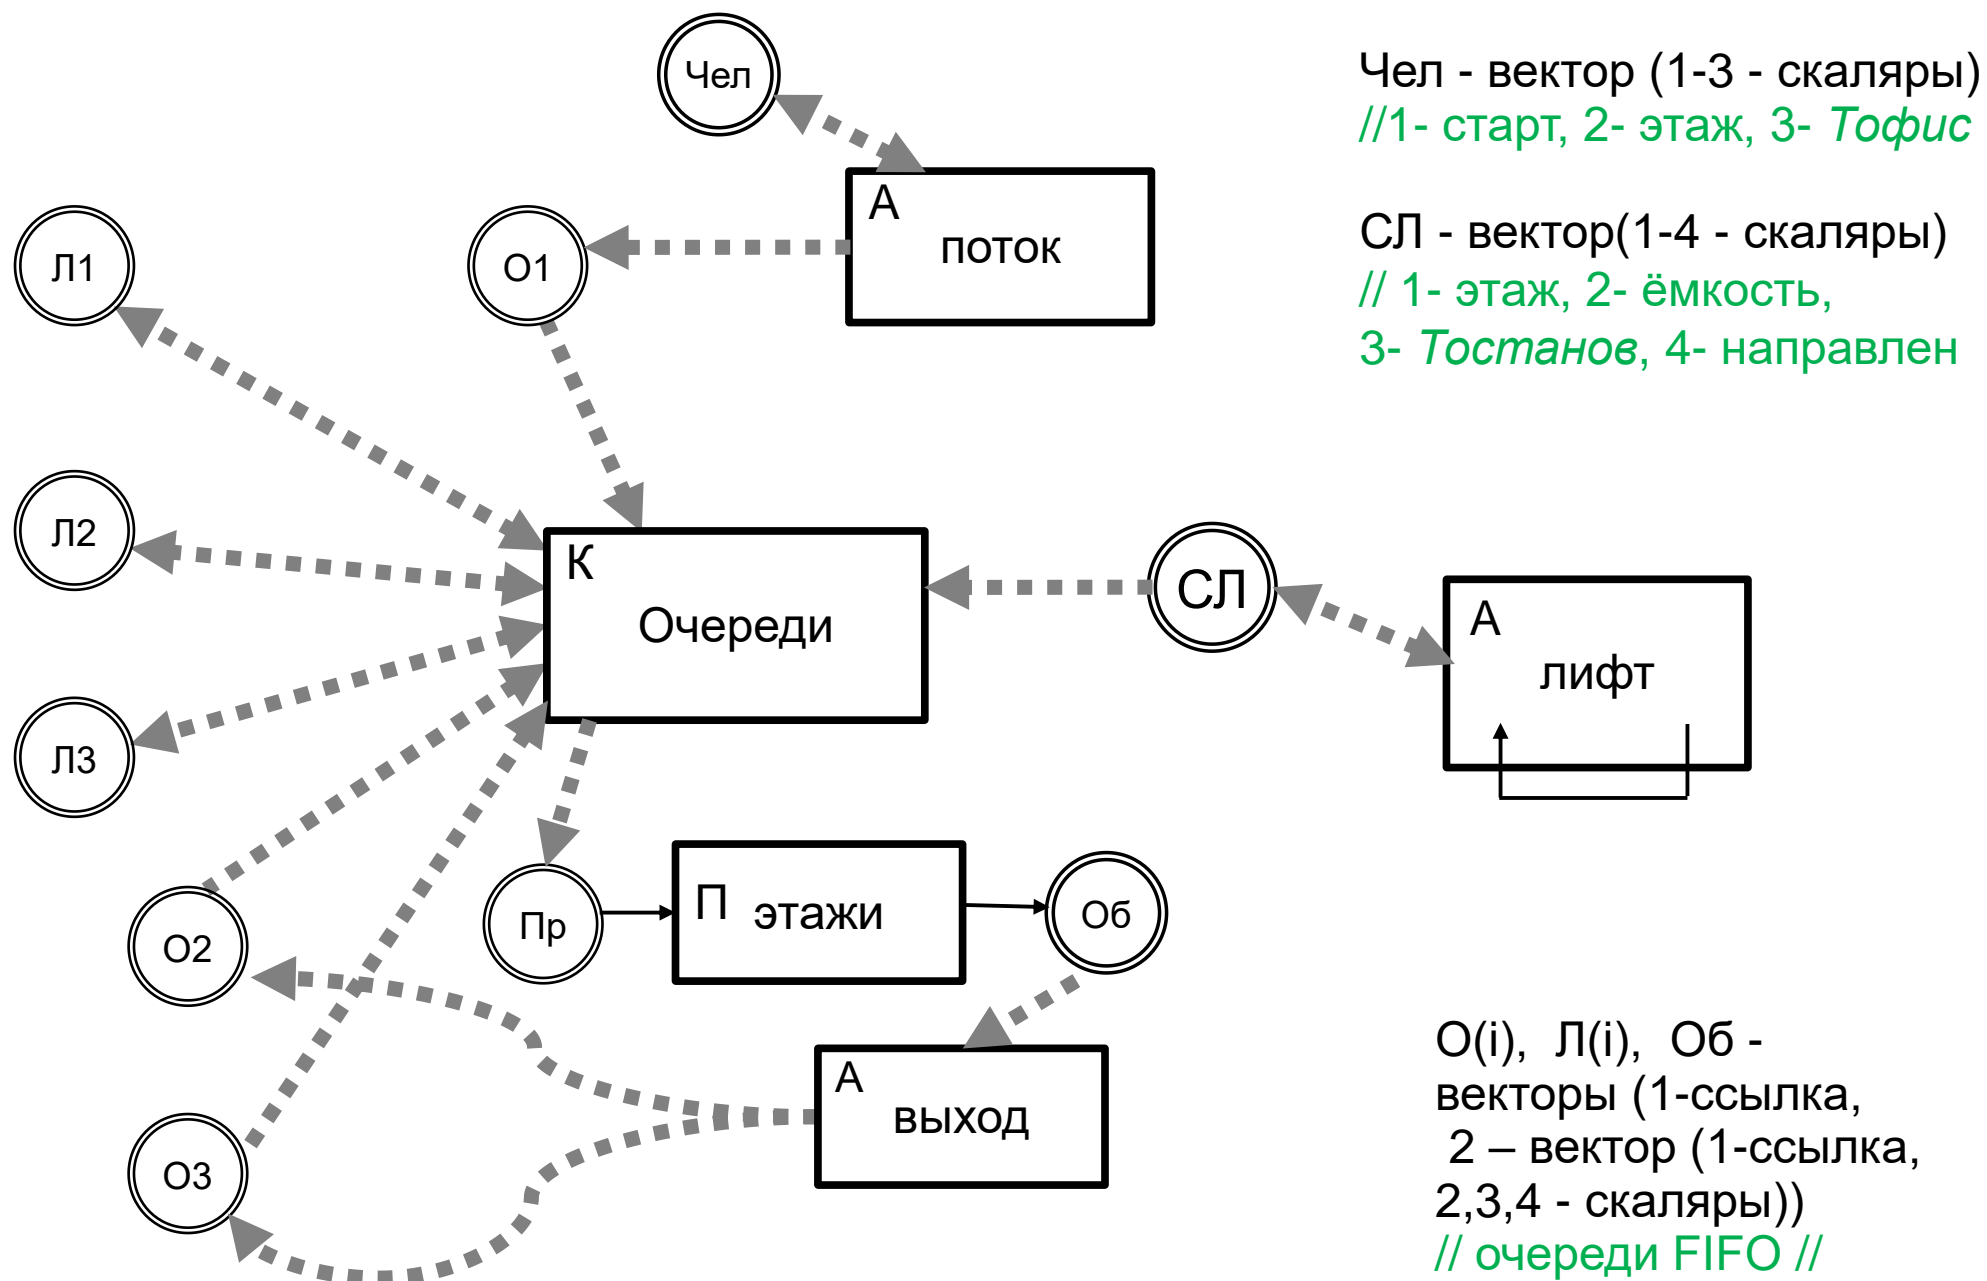 Чел
Чел - вектор (1-3 - скаляры)
//1- старт, 2- этаж, 3- Тофис
А
поток
СЛ - вектор(1-4 - скаляры)
// 1- этаж, 2- ёмкость,
3- Тостанов, 4- направлен
Л1
О1
Л2
К
Очереди
СЛ
А
лифт
Л3
О2
Пр
П этажи
Об
А
выход
О3
O(i), Л(i), Об -
векторы (1-ссылка,
2 – вектор (1-ссылка,
2,3,4 - скаляры))
// очереди FIFO //